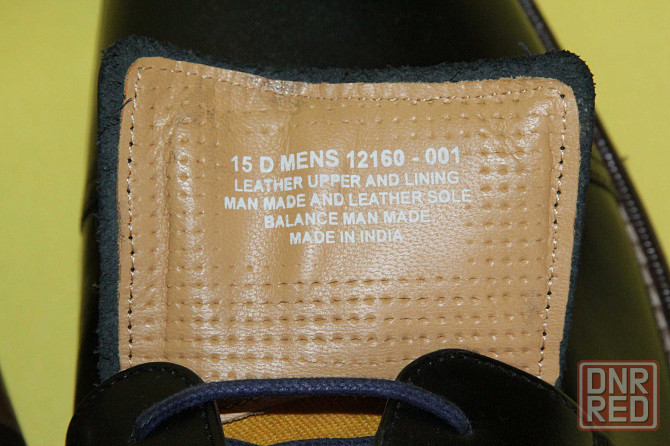 15 D MENS 12160 - 001
LEATHER UPPER AND LINING
MAN MADE AND LEATHER SOLE
BALANCE MAN MADE
MADE IN INDIA
DNR
RED